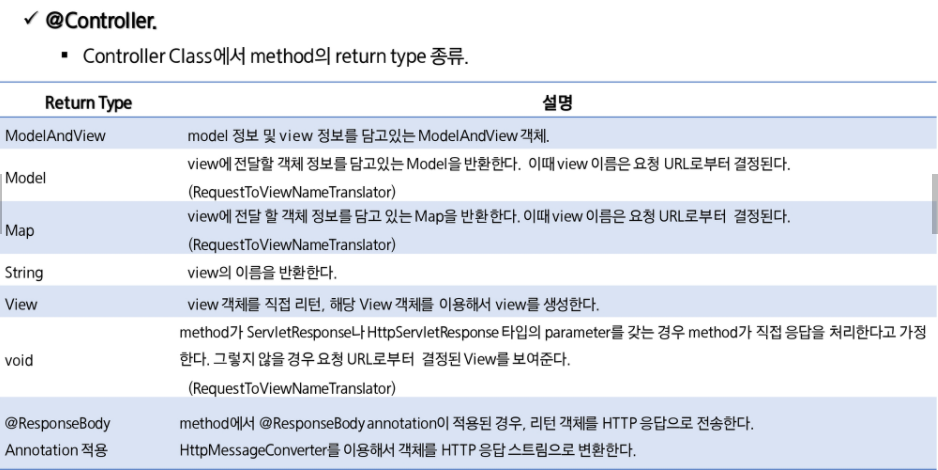 ✓ @Controller.
▪ Controller Class에서 method의 return type 종류.
Return Type 설명
ModelAndView model 정보 및 view 정보를 담고있는 ModelAndView 객체.
Model view에 전달할 객체 정보를 담고있는 Model을 반환한다. 이때 view 이름은 요청 URL로부터 결정된다.
(RequestToViewNameTranslator)
Map view에 전달 할 객체 정보를 담고 있는 Map을 반환한다. 이때 view 이름은 요청 URL로부터 결정된다.
(RequestToViewNameTranslator)
String view의 이름을 반환한다.
View view 객체를 직접 리턴, 해당 View 객체를 이용해서 view를 생성한다.
void method가 ServletResponse나 HttpServletResponse 타입의 parameter를 갖는 경우 method가 직접 응답을 처리한다고 가정
한다. 그렇지 않을 경우 요청 URL로부터 결정된 View를 보여준다.
(RequestToViewNameTranslator)
@ResponseBody method에서 @ResponseBody annotation이 적용된 경우, 리턴 객체를 HTTP 응답으로 전송한다.
Annotation 적용 HttpMessageConverter를 이용해서 객체를 HTTP 응답 스트림으로 변환한다.